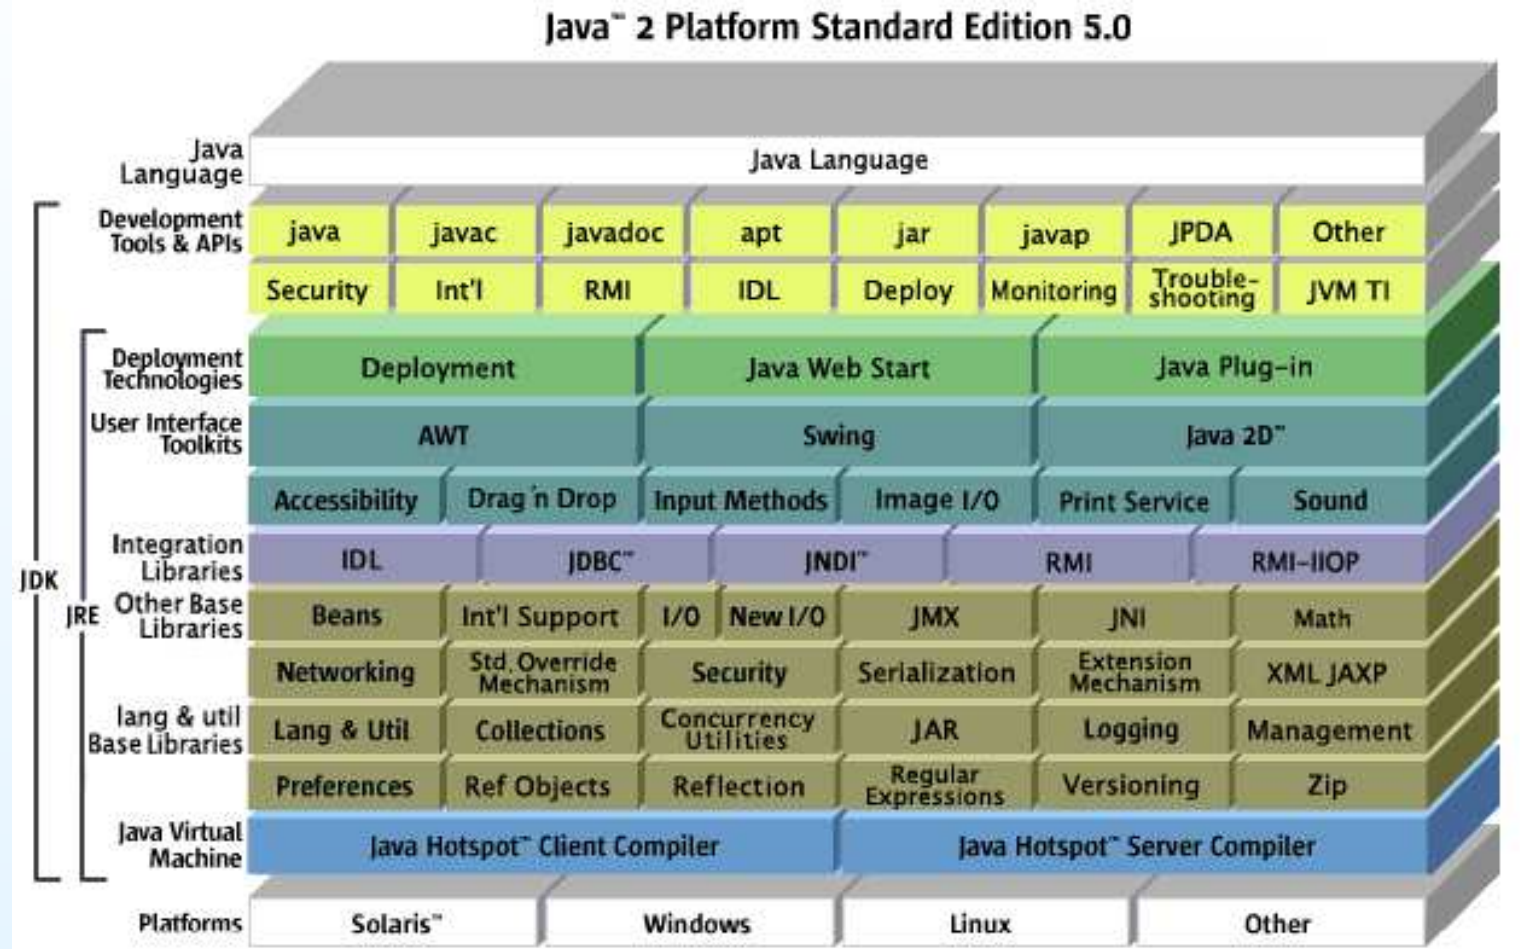 Java™ 2 Platform Standard Edition 5.0
Java
Language
Java Language
Development
Tools & APIs
java javac javadoc apt jar javap JPDA Other
Security Int'l RMI IDL Deploy Monitoring Trouble-
shooting JVM TI
Deployment
Technologies
Deployment Java Web Start Java Plug-in
User Interface
Toolkits
AWT Swing Java 2D™
Accessibility Drag 'n Drop Input Methods Image I/O Print Service Sound
Integration
Libraries
IDL JDBC™ JNDI™ RMI RMI-IIOP
JDK
JRE
Other Base
Libraries
Beans Int'l Support I/O New I/O JMX JNI Math
Networking Std. Override
Mechanism Security Serialization Extension
Mechanism XML JAXP
lang & util
Base Libraries
Lang & Util Collections Concurrency
Utilities JAR Logging Management
Preferences Ref Objects Reflection Regular
Expressions Versioning Zip
Java Virtual
Machine
Java Hotspot™ Client Compiler Java Hotspot™ Server Compiler
Platforms
Solaris™ Windows Linux Other